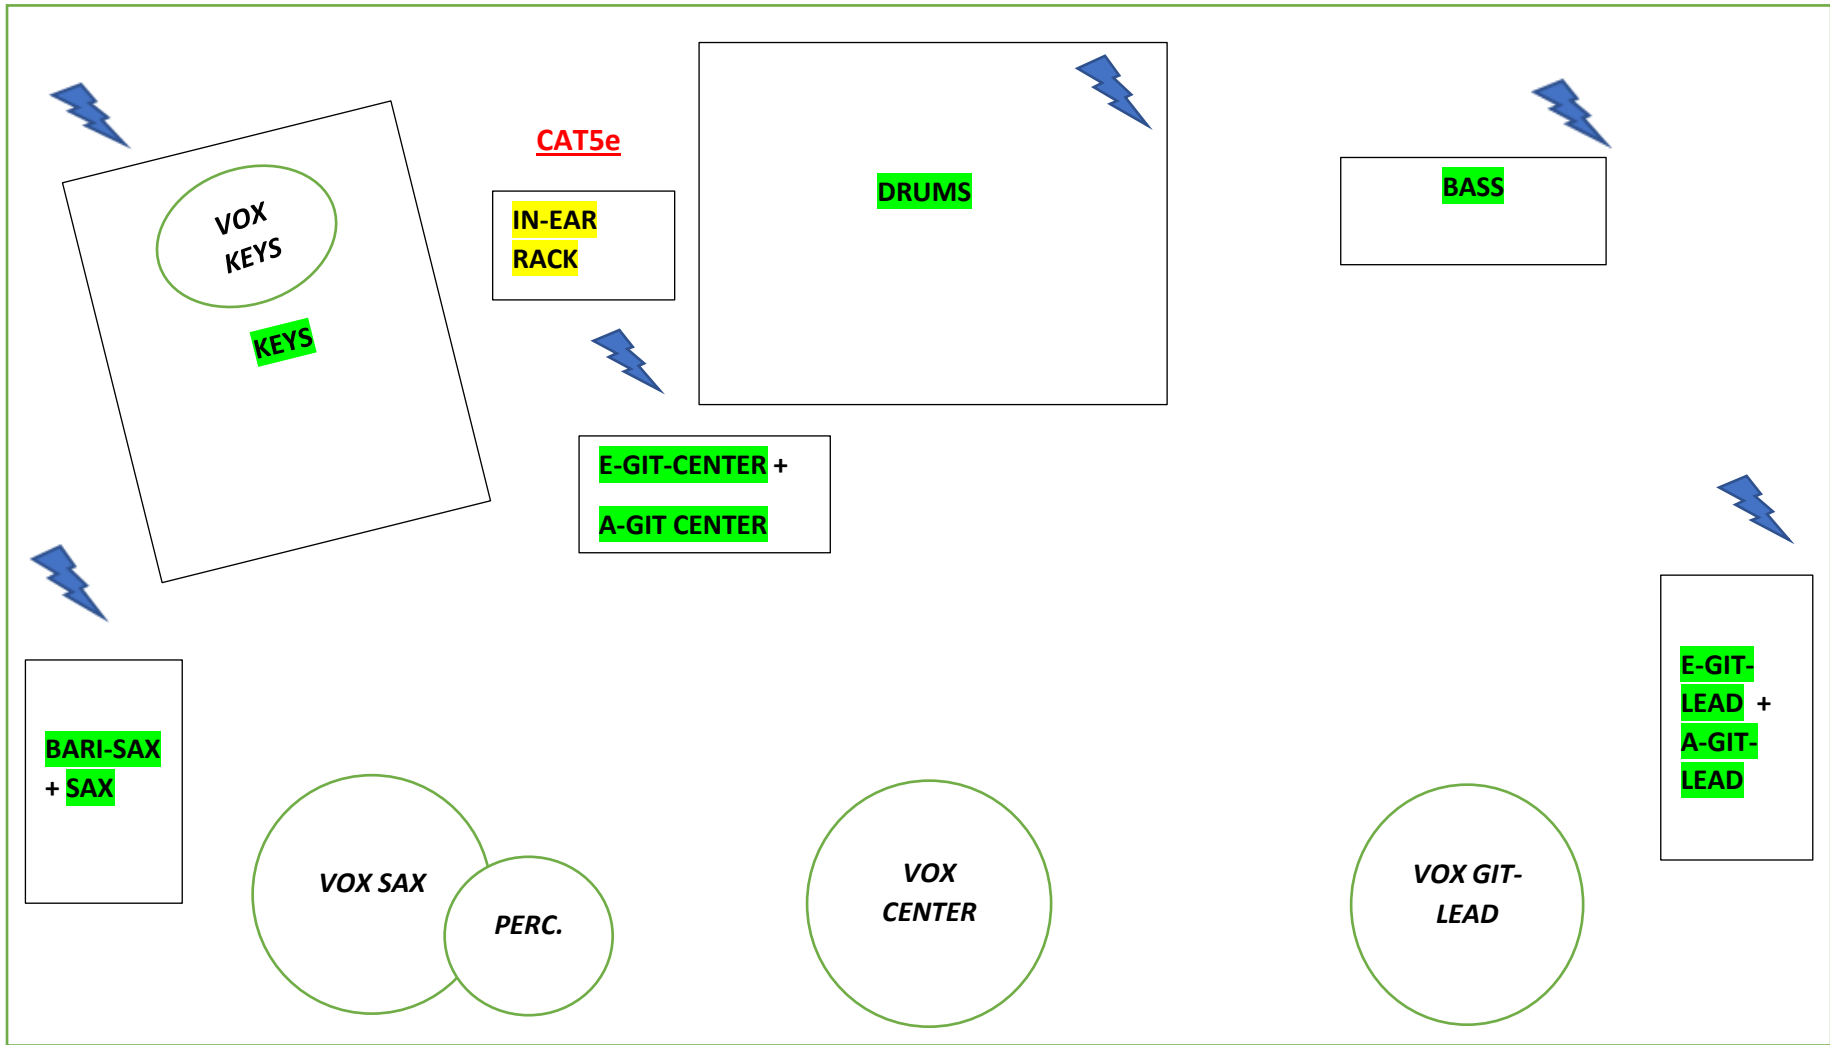 CAT5e
VOX
KEYS
KEYS
IN-EAR
RACK
DRUMS
BASS
E-GIT-CENTER +
A-GIT CENTER
BARI-SAX
+ SAX
E-GIT-
LEAD +
A-GIT-
LEAD
VOX SAX
PERC.
VOX
CENTER
VOX GIT-
LEAD